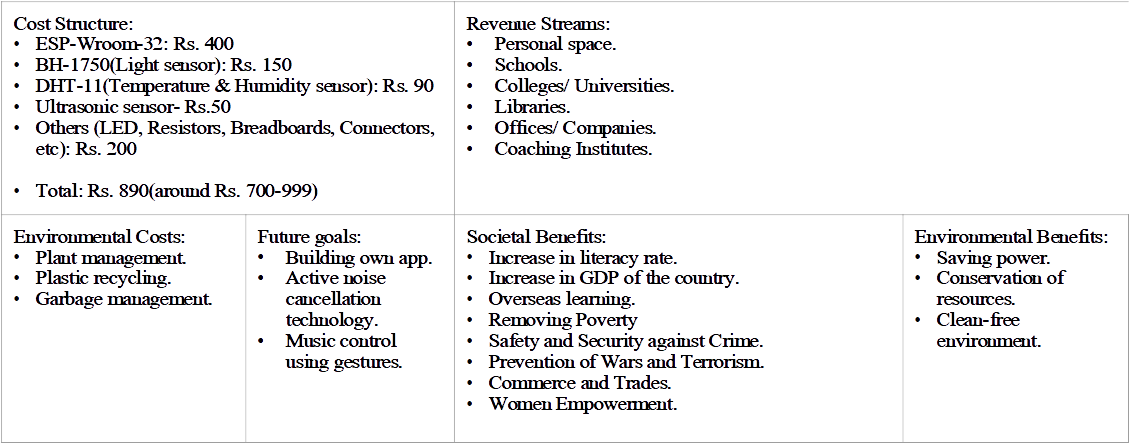 Cost Structure:
• ESP-Wroom-32: Rs. 400
• BH-1750(Light sensor): Rs. 150
• DHT-11(Temperature & Humidity sensor): Rs. 90
• Ultrasonic sensor- Rs.50
• Others (LED, Resistors, Breadboards, Connectors,
etc): Rs. 200
• Total: Rs. 890(around Rs. 700-999)
Revenue Streams:
• Personal space.
• Schools.
• Colleges/ Universities.
• Libraries.
• Offices/ Companies.
• Coaching Institutes.
Environmental Costs:
• Plant management.
• Plastic recycling.
• Garbage management.
Future goals:
• Building own app.
• Active noise
cancellation
technology.
• Music control
using gestures.
Societal Benefits:
• Increase in literacy rate.
• Increase in GDP of the country.
• Overseas learning.
• Removing Poverty
• Safety and Security against Crime.
• Prevention of Wars and Terrorism.
• Commerce and Trades.
• Women Empowerment.
Environmental Benefits:
• Saving power.
• Conservation of
resources.
• Clean-free
environment.